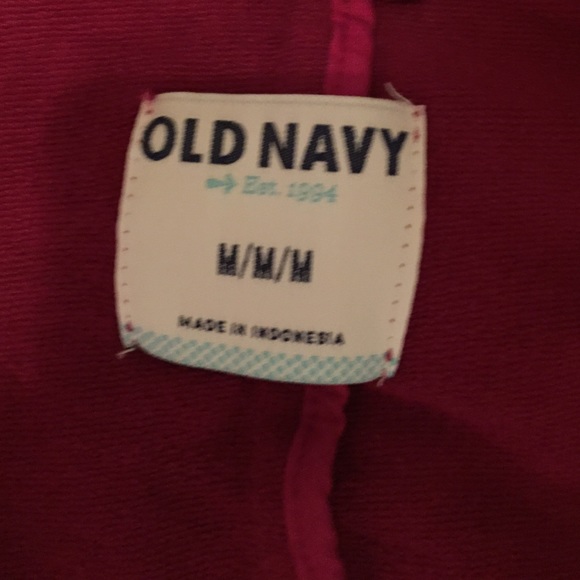 OLD NAVY
Est. 1994
M/M/M
MADE IN INDONESIA